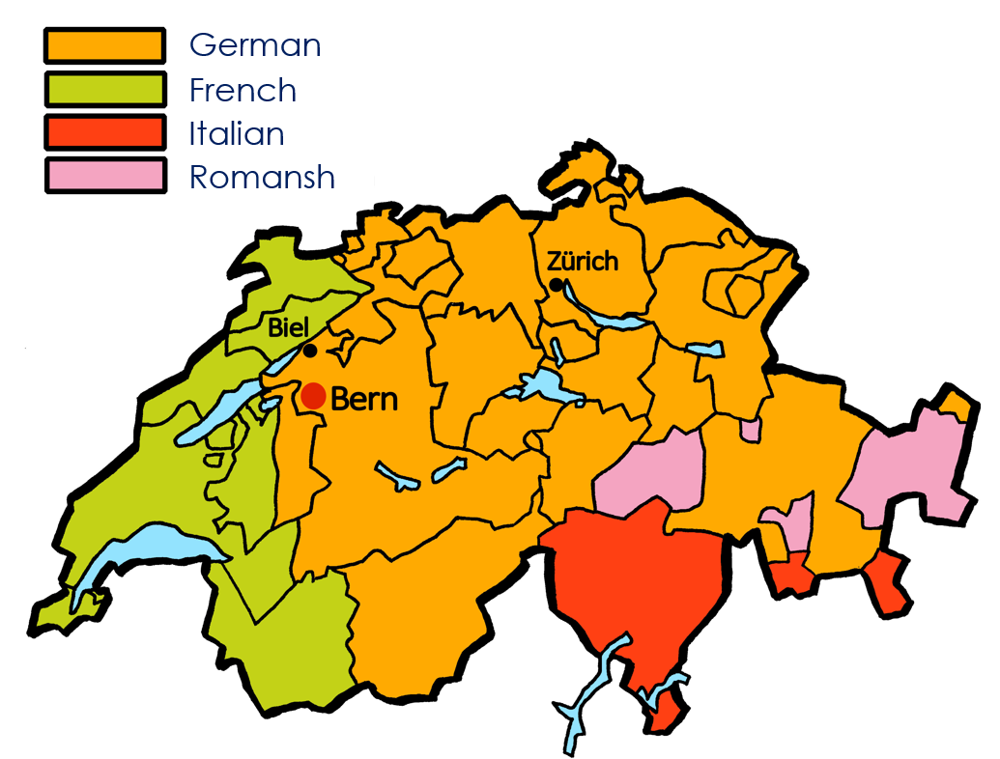 German
French
Italian
Romansh
Zürich
Biel
Bern